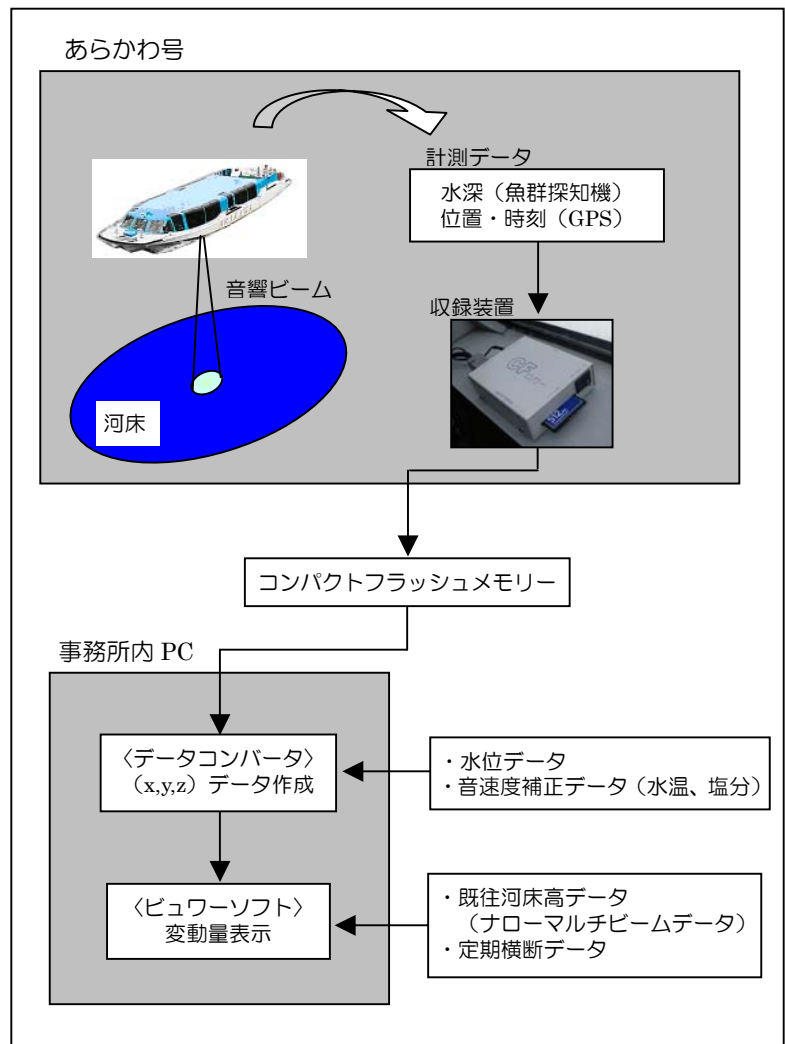 あらかわ号
計測データ
水深（魚群探知機）
位置・時刻（GPS）
音響ビーム
収録装置
CF
512
河床
コンパクトフラッシュメモリー
事務所内 PC
〈データコンバータ〉
（x,y,z）データ作成
・水位データ
・音速度補正データ（水温、塩分）
〈ビュワーソフト〉
変動量表示
・既往河床高データ
（ナローマルチビームデータ）
・定期横断データ